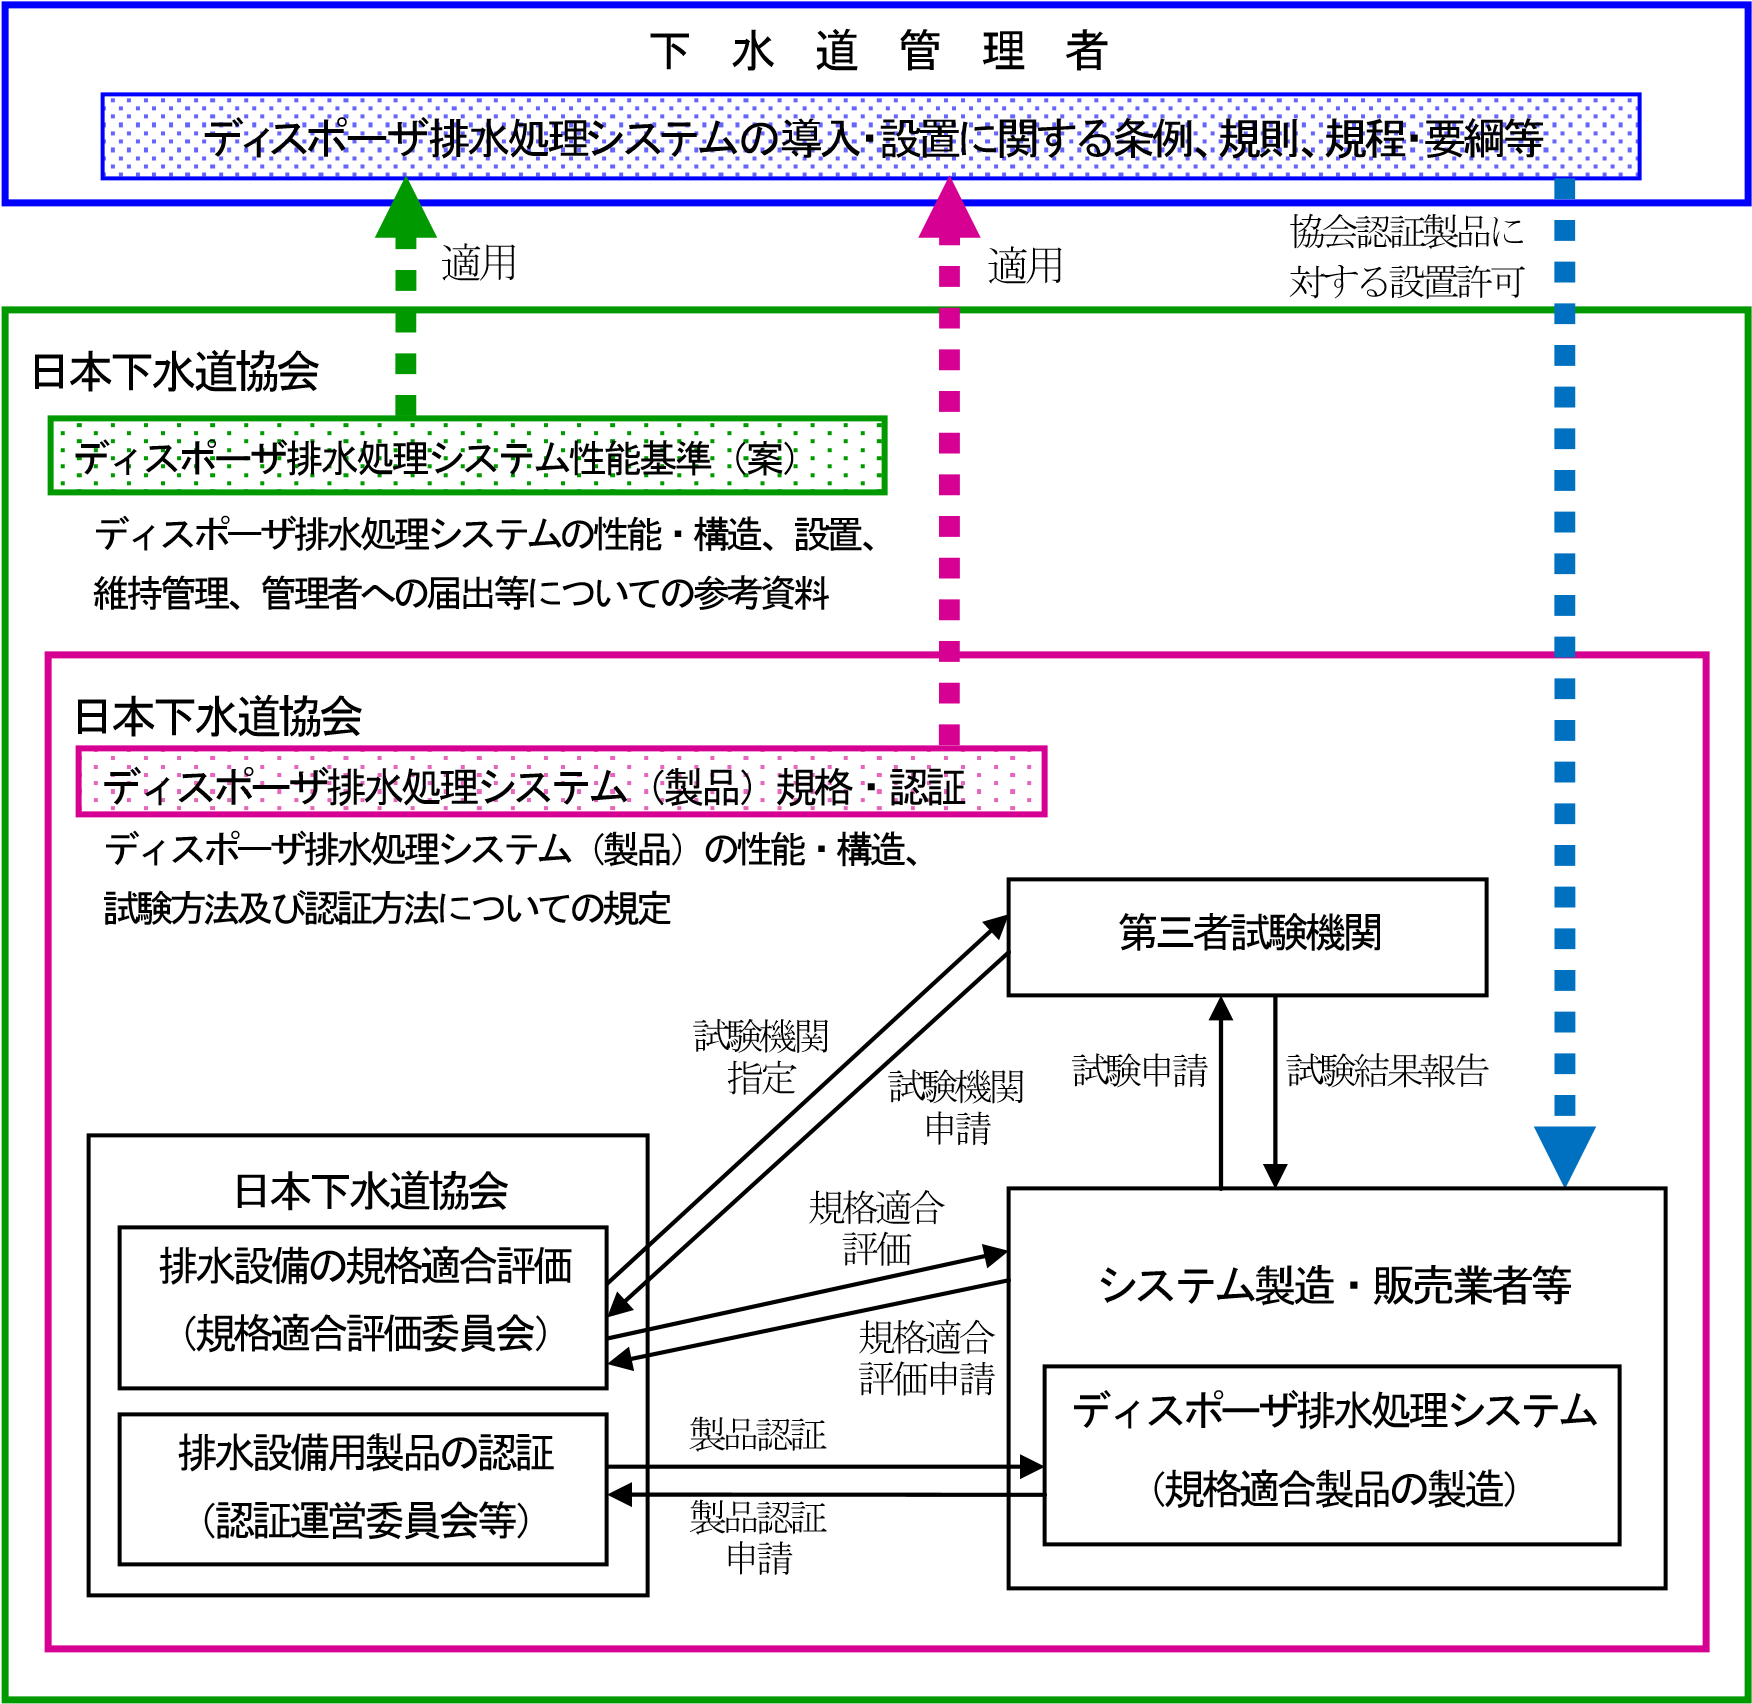 下水道管理者
ディスポーザ排水処理システムの導入・設置に関する条例、規則、規程・要綱等
適用
適用
協会認証製品に
対する設置許可
日本下水道協会
ディスポーザ排水処理システム性能基準（案）
ディスポーザ排水処理システムの性能・構造、設置、
維持管理、管理者への届出等についての参考資料
日本下水道協会
ディスポーザ排水処理システム（製品）規格・認証
ディスポーザ排水処理システム（製品）の性能・構造、
試験方法及び認証方法についての規定
第三者試験機関
試験機関
指定
試験機関
申請
試験申請
試験結果報告
日本下水道協会
排水設備の規格適合評価
（規格適合評価委員会）
規格適合
評価
規格適合
評価申請
システム製造・販売業者等
ディスポーザ排水処理システム
（規格適合製品の製造）
排水設備用製品の認証
（認証運営委員会等）
製品認証
製品認証
申請